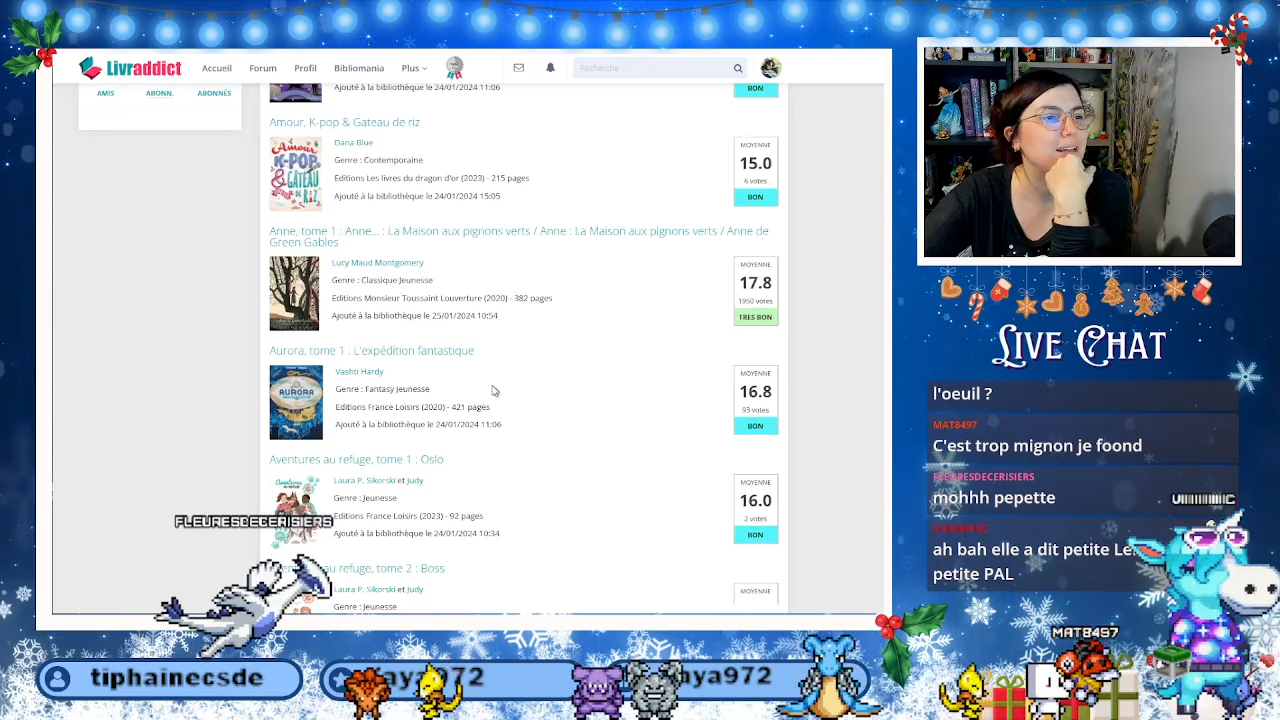 Livraddict
Accueil
Forum
Profil
Bibliomania
Plus
Recherche
AMIS
ABONN.
ABONNÉS
Ajouté à la bibliothèque le 24/01/2024 11:06
BON
Amour, K-pop & Gateau de riz
Dana Blue
Genre : Contemporaine
Editions Les livres du dragon d'or (2023) - 215 pages
Ajouté à la bibliothèque le 24/01/2024 15:05
MOYENNE
15.0
6 votes
BON
Anne, tome 1 : Anne... : La Maison aux pignons verts / Anne : La Maison aux pignons verts / Anne de
Green Gables
Lucy Maud Montgomery
Genre : Classique Jeunesse
Editions Monsieur Toussaint Louverture (2020) - 382 pages
Ajouté à la bibliothèque le 25/01/2024 10:54
MOYENNE
17.8
1950 votes
TRES BON
Aurora, tome 1 : L'expédition fantastique
AURORA
Vashti Hardy
Genre : Fantasy Jeunesse
Editions France Loisirs (2020) - 421 pages
Ajouté à la bibliothèque le 24/01/2024 11:06
MOYENNE
16.8
93 votes
BON
Aventures au refuge, tome 1 : Oslo
Laura P. Sikorski et Judy
Genre : Jeunesse
Editions France Loisirs (2023) - 92 pages
Ajouté à la bibliothèque le 24/01/2024 10:34
MOYENNE
16.0
2 votes
BON
FLEURESDECERISIERS
au refuge, tome 2 : Boss
Laura P. Sikorski et Judy
Genre : Jeunesse
MOYENNE
LIVE CHAT
l'oeuil ?
MAT8497
C'est trop mignon je foond
FLEURESDECERISIERS
mohhh pepette
ah bah elle a dit petite
petite PAL
MAT8497
tiphainecsde